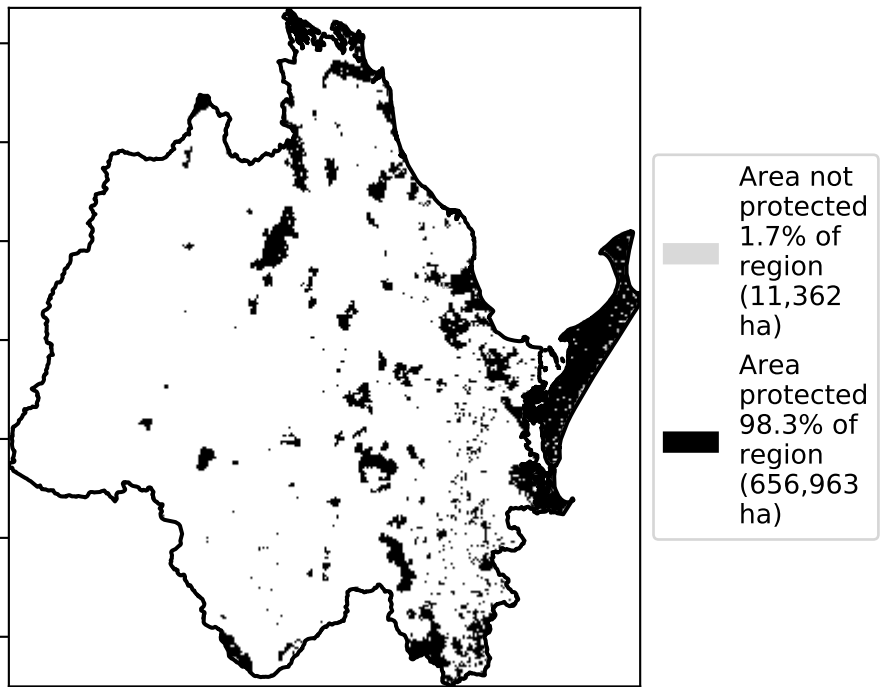 Area not
protected
1.7% of
region
(11,362
ha)
Area
protected
98.3% of
region
(656,963
ha)